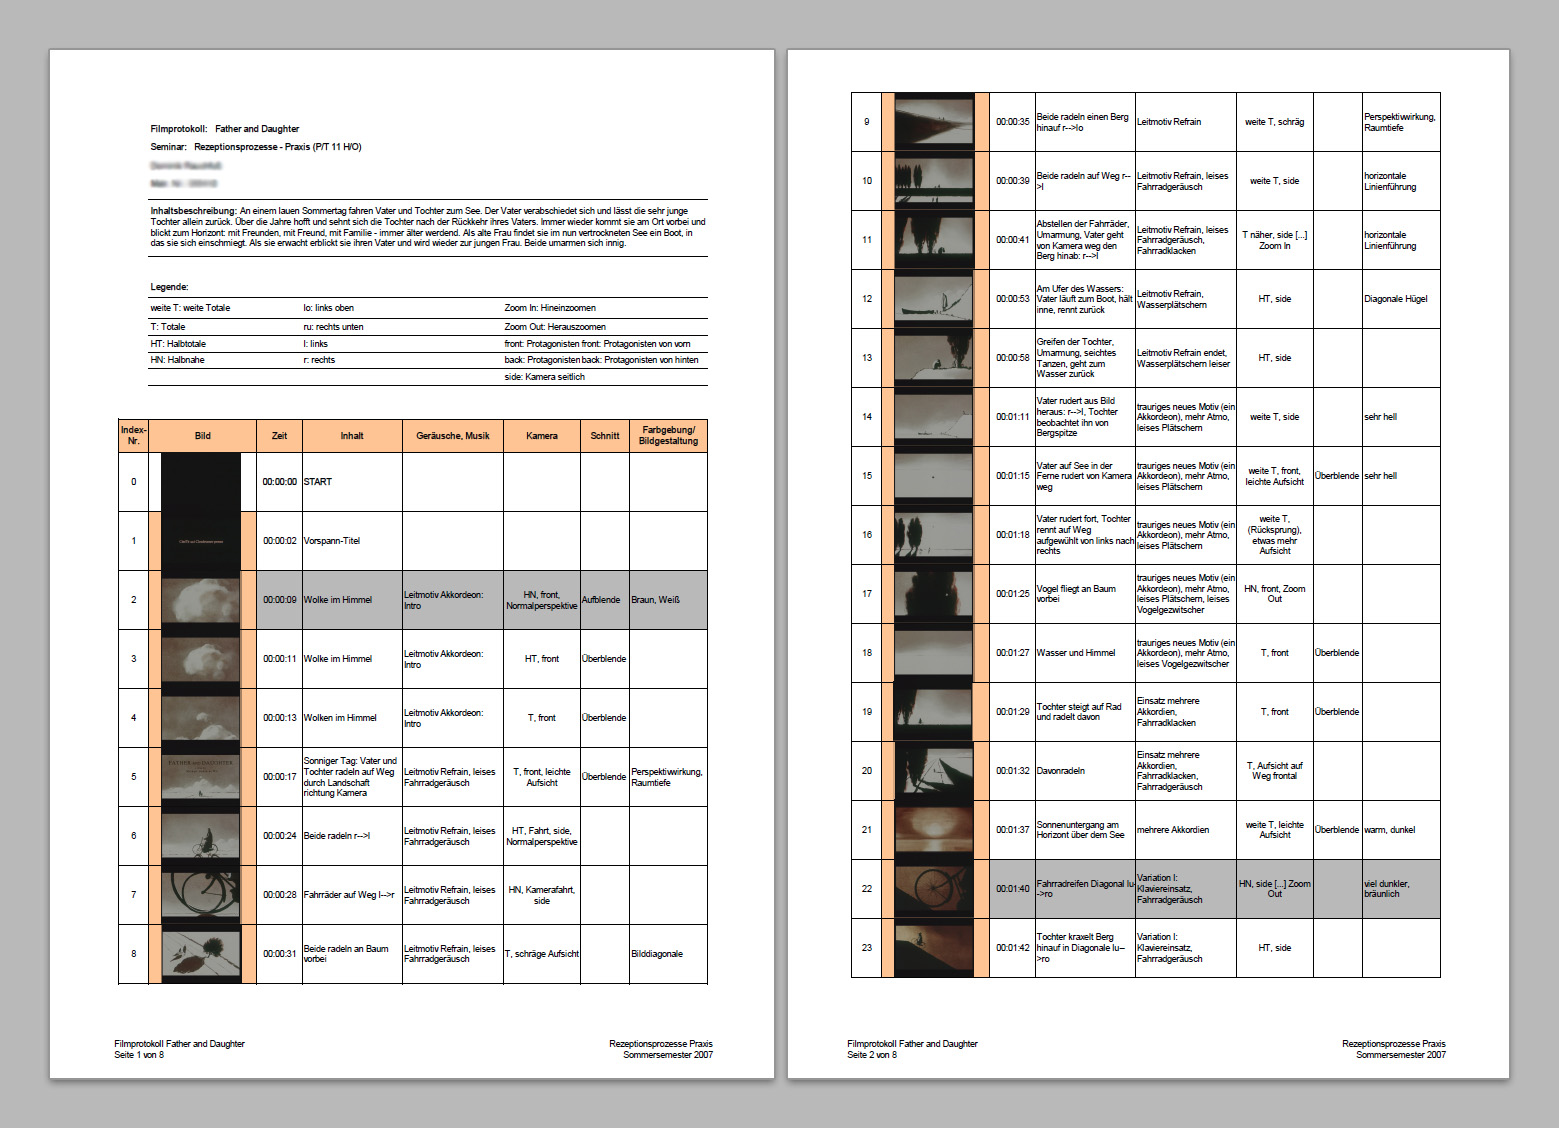 Filmprotokoll: Father and Daughter
Seminar: Rezeptionsprozesse - Praxis (P/T 11 H/O)
Inhaltsbeschreibung: An einem lauen Sommertag fahren Vater und Tochter zum See. Der Vater verabschiedet sich und lässt die sehr junge
Tochter allein zurück. Über die Jahre hofft und sehnt sich die Tochter nach der Rückkehr ihres Vaters. Immer wieder kommt sie am Ort vorbei und
blickt zum Horizont: mit Freunden, mit Freund, mit Familie - immer älter werdend. Als alte Frau findet sie im nun vertrockneten See ein Boot, in
das sie sich einschmiegt. Als sie erwacht erblickt sie ihren Vater und wird wieder zur jungen Frau. Beide umarmen sich innig.
Legende:
weite T: weite Totale lo: links oben Zoom In: Hineinzoomen
T: Totale ru: rechts unten Zoom Out: Herauszoomen
HT: Halbtotale l: links front: Protagonisten front: Protagonisten von vorn
HN: Halbnahe r: rechts back: Protagonisten back: Protagonisten von hinten
side: Kamera seitlich
Index-Nr. Bild Zeit Inhalt Geräusche, Musik Kamera Schnitt Farbgebung/ Bildgestaltung
0 00:00:00 START
1 00:00:02 Vorspann-Titel
2 00:00:09 Wolke im Himmel Leitmotiv Akkordeon: Intro HN, front, Normalperspektive Aufblende Braun, Weiß
3 00:00:11 Wolke im Himmel Leitmotiv Akkordeon: Intro HT, front Überblende
4 00:00:13 Wolken im Himmel Leitmotiv Akkordeon: Intro T, front Überblende
FATHER and DAUGHTER
5 00:00:17 Sonniger Tag: Vater und Tochter radeln auf Weg durch Landschaft richtung Kamera Leitmotiv Refrain, leises Fahrradgeräusch T, front, leichte Aufsicht Überblende Perspektivwirkung, Raumtiefe
6 00:00:24 Beide radeln r-->l Leitmotiv Refrain, leises Fahrradgeräusch HT, Fahrt, side, Normalperspektive
7 00:00:28 Fahrräder auf Weg l-->r Leitmotiv Refrain, leises Fahrradgeräusch HN, Kamerafahrt, side
8 00:00:31 Beide radeln an Baum vorbei Leitmotiv Refrain, leises Fahrradgeräusch T, schräge Aufsicht Bilddiagonale
Filmprotokoll Father and Daughter Rezeptionsprozesse Praxis
Seite 1 von 8 Sommersemester 2007
9 00:00:35 Beide radeln einen Berg hinauf r-->lo Leitmotiv Refrain weite T, schräg Perspektivwirkung, Raumtiefe
10 00:00:39 Beide radeln auf Weg r-->l Leitmotiv Refrain, leises Fahrradgeräusch weite T, side horizontale Linienführung
11 00:00:41 Abstellen der Fahrräder, Umarmung, Vater geht von Kamera weg den Berg hinab: r-->l Leitmotiv Refrain, leises Fahrradgeräusch, Fahrradklacken T näher, side [...] Zoom In horizontale Linienführung
12 00:00:53 Am Ufer des Wassers: Vater läuft zum Boot, hält inne, rennt zurück Leitmotiv Refrain, Wasserplätschern HT, side Diagonale Hügel
13 00:00:58 Greifen der Tochter, Umarmung, seichtes Tanzen, geht zum Wasser zurück Leitmotiv Refrain endet, Wasserplätschern leiser HT, side
14 00:01:11 Vater rudert aus Bild heraus: r-->l, Tochter beobachtet ihn von Bergspitze trauriges neues Motiv (ein Akkordeon), mehr Atmo, leises Plätschern weite T, side sehr hell
15 00:01:15 Vater auf See in der Ferne rudert von Kamera weg trauriges neues Motiv (ein Akkordeon), mehr Atmo, leises Plätschern weite T, front, leichte Aufsicht Überblende sehr hell
16 00:01:18 Vater rudert fort, Tochter rennt auf Weg aufgewühlt von links nach rechts trauriges neues Motiv (ein Akkordeon), mehr Atmo, leises Plätschern weite T, (Rücksprung), etwas mehr Aufsicht
17 00:01:25 Vogel fliegt an Baum vorbei trauriges neues Motiv (ein Akkordeon), mehr Atmo, leises Plätschern, leises Vogelgezwitscher HN, front, Zoom Out
18 00:01:27 Wasser und Himmel trauriges neues Motiv (ein Akkordeon), mehr Atmo, leises Vogelgezwitscher T, front Überblende
19 00:01:29 Tochter steigt auf Rad und radelt davon Einsatz mehrere Akkordien, Fahrradklacken T, front Überblende
20 00:01:32 Davonradeln Einsatz mehrere Akkordien, Fahrradklacken, Fahrradgeräusch T, Aufsicht auf Weg frontal
21 00:01:37 Sonnenuntergang am Horizont über dem See mehrere Akkordien weite T, leichte Aufsicht Überblende warm, dunkel
22 00:01:40 Fahrradreifen Diagonal lu-->ro Variation I: Klaviereinsatz, Fahrradgeräusch HN, side [...] Zoom Out viel dunkler, bräunlich
23 00:01:42 Tochter kraxelt Berg hinauf in Diagonale lu-->ro Variation I: Klaviereinsatz, Fahrradgeräusch HT, side
Filmprotokoll Father and Daughter Rezeptionsprozesse Praxis
Seite 2 von 8 Sommersemester 2007